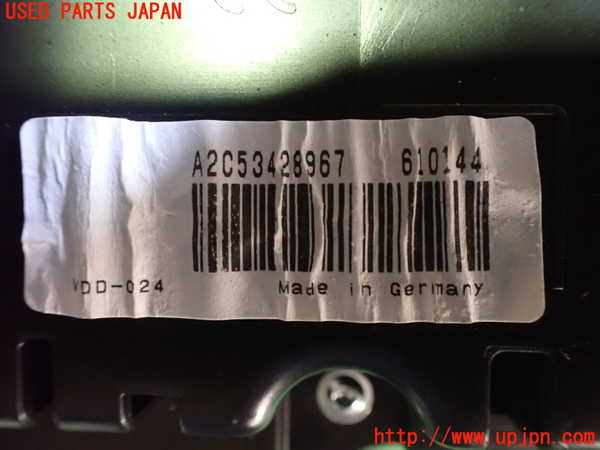 USED PARTS JAPAN
A2C53428967 610144
VDD-024 Made in Germany
http://www.upjpn.com/